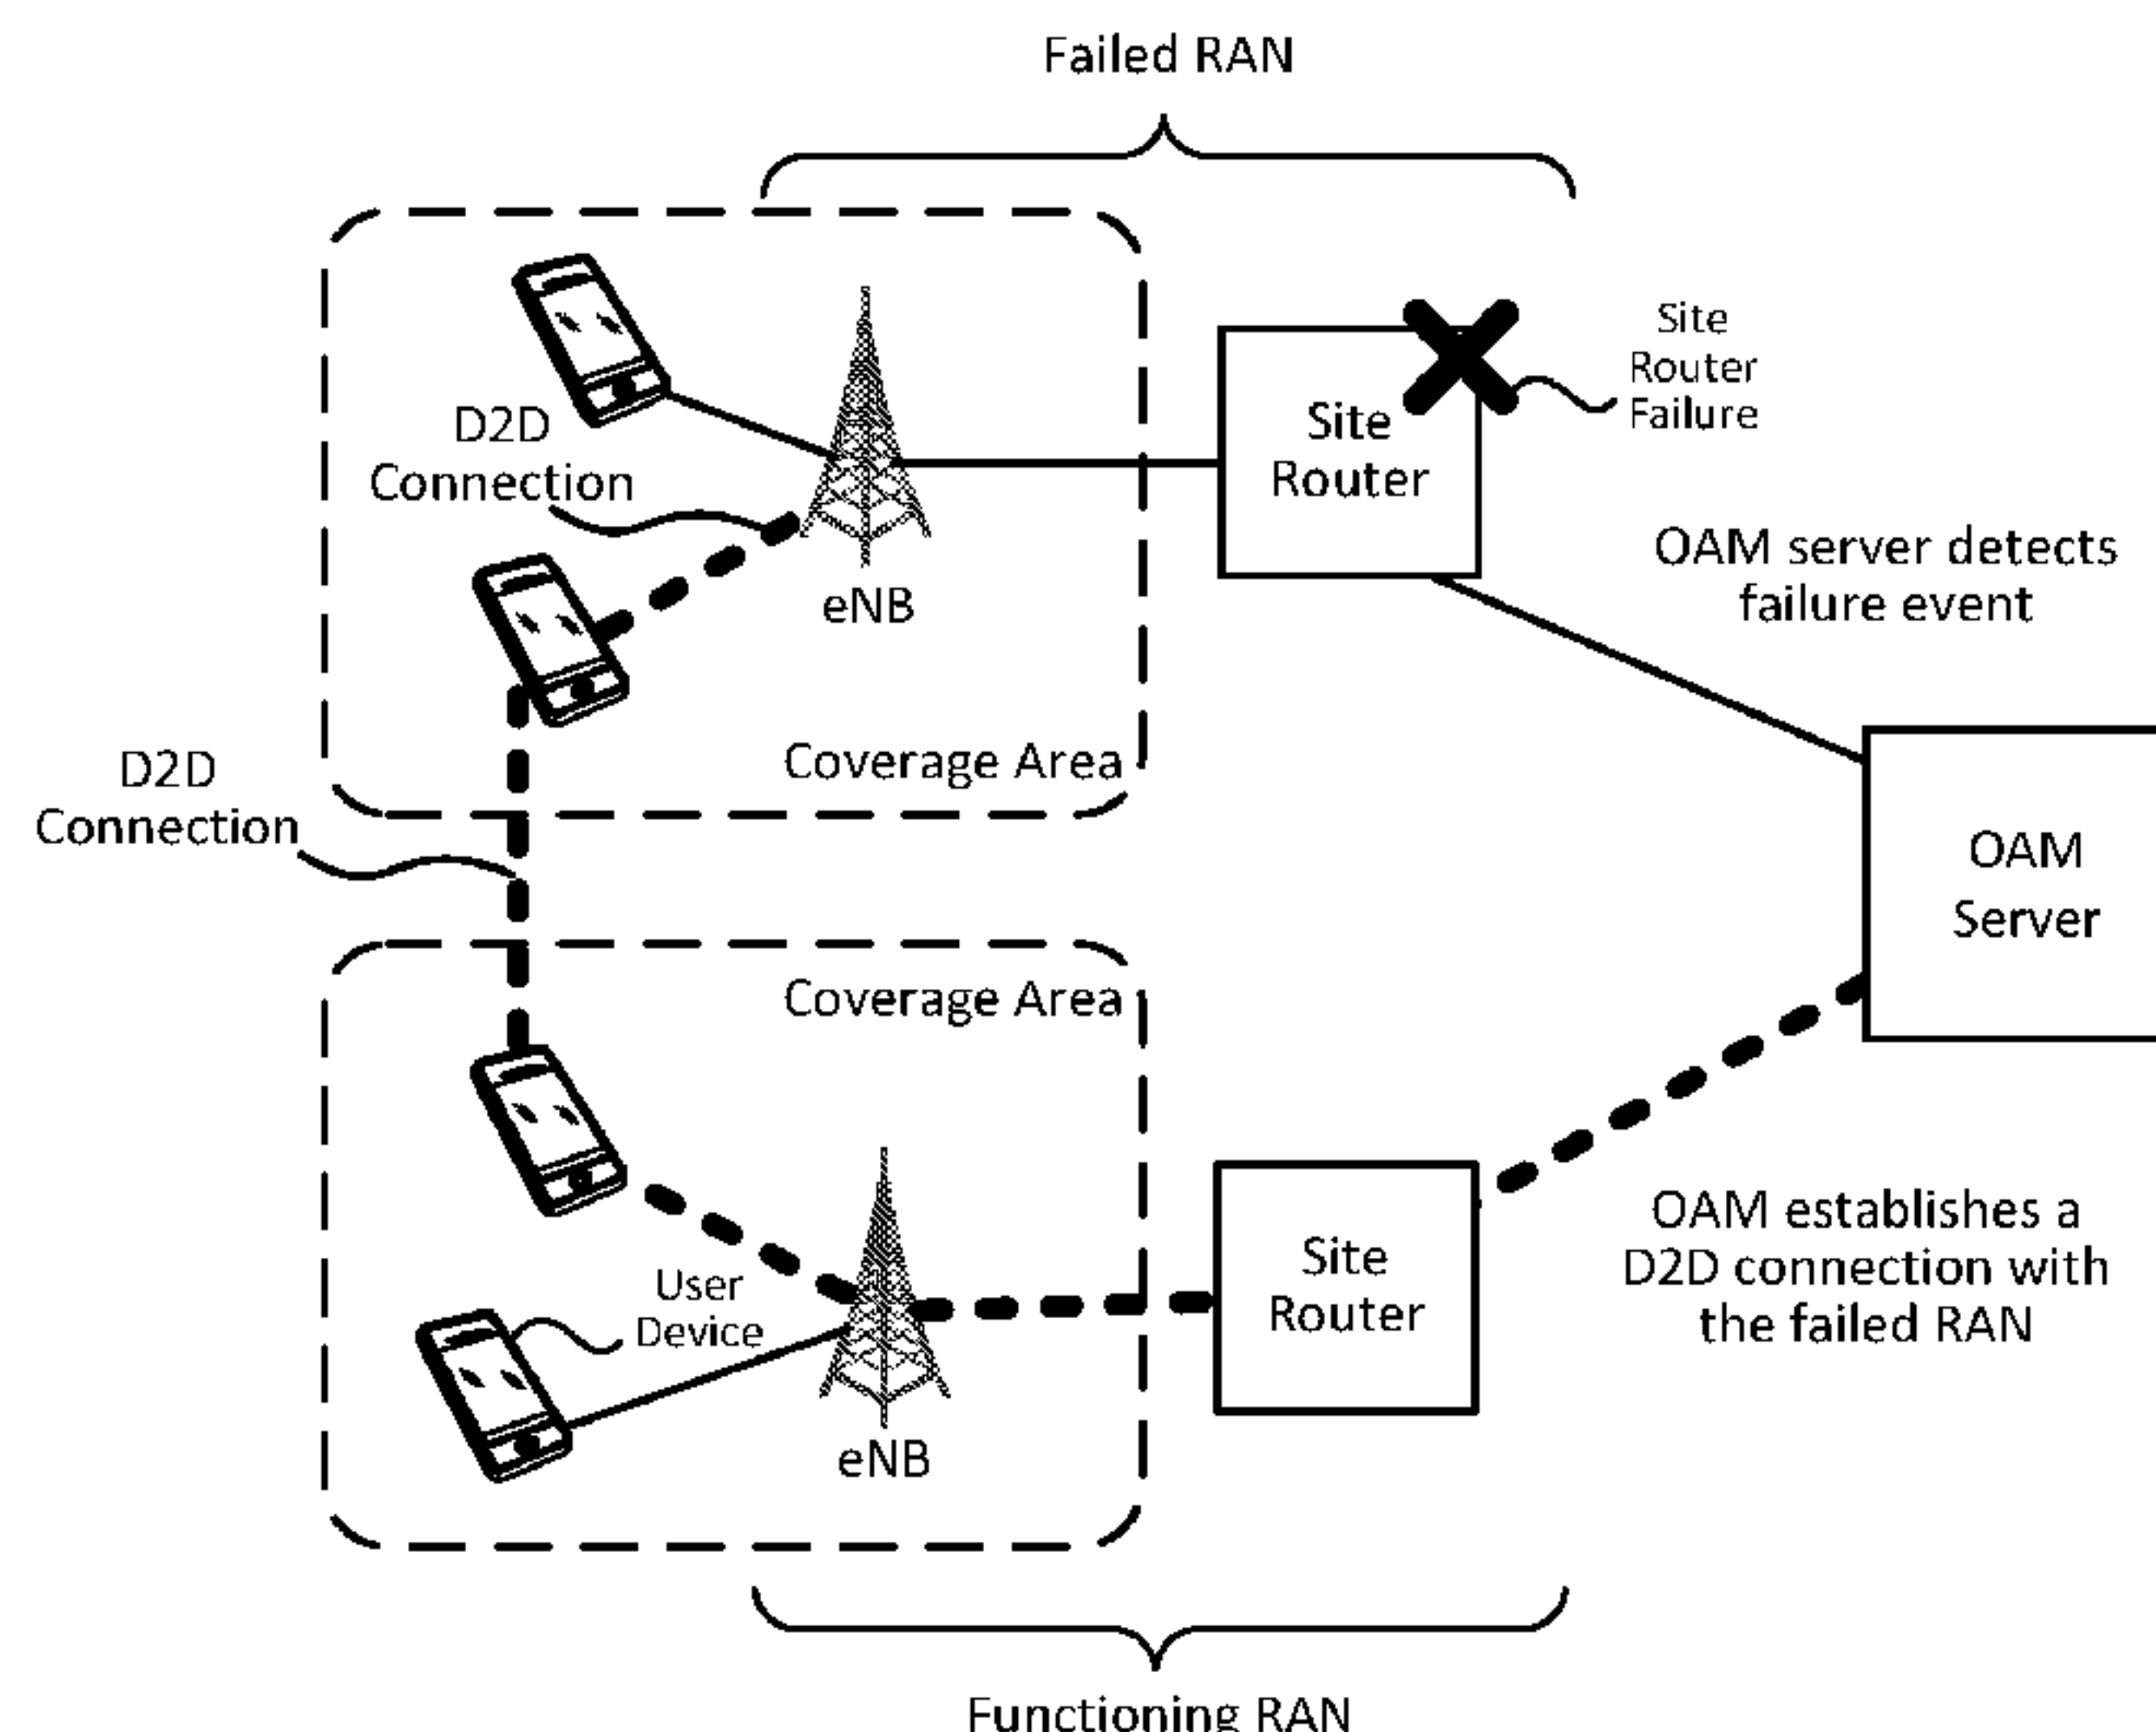 Failed RAN
Site
Router
Failure
D2D
Connection
Site
Router
eNB
OAM server detects
failure event
Coverage Area
D2D
Connection
OAM
Server
Coverage Area
User
Device
Site
Router
OAM establishes a
D2D connection with
the failed RAN
eNB
Functioning RAN